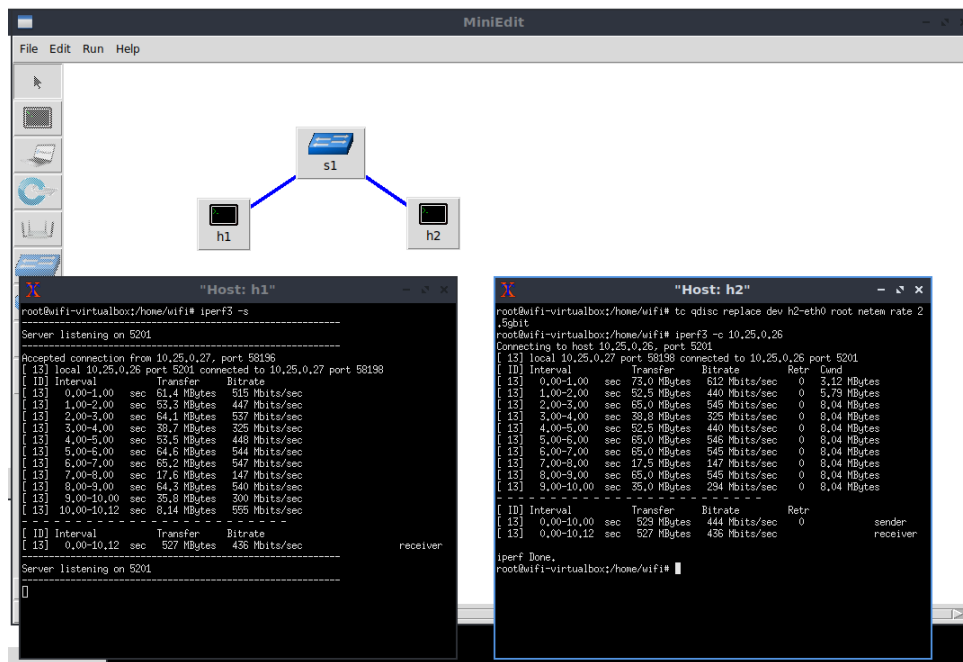 MiniEdit
File Edit Run Help
s1
h1
h2
"Host: h1"
root@wifi-virtualbox:/home/wifi# iperf3 -s
-----------------------------------------------------------
Server listening on 5201
-----------------------------------------------------------
Accepted connection from 10.25.0.27, port 58196
[ 13] local 10.25.0.26 port 5201 connected to 10.25.0.27 port 58198
[ ID] Interval Transfer Bitrate
[ 13] 0.00-1.00 sec 61.4 MBytes 515 Mbits/sec
[ 13] 1.00-2.00 sec 53.3 MBytes 447 Mbits/sec
[ 13] 2.00-3.00 sec 64.1 MBytes 537 Mbits/sec
[ 13] 3.00-4.00 sec 38.7 MBytes 325 Mbits/sec
[ 13] 4.00-5.00 sec 53.5 MBytes 448 Mbits/sec
[ 13] 5.00-6.00 sec 64.6 MBytes 544 Mbits/sec
[ 13] 6.00-7.00 sec 65.2 MBytes 547 Mbits/sec
[ 13] 7.00-8.00 sec 17.6 MBytes 147 Mbits/sec
[ 13] 8.00-9.00 sec 64.3 MBytes 540 Mbits/sec
[ 13] 9.00-10.00 sec 35.8 MBytes 300 Mbits/sec
[ 13] 10.00-10.12 sec 8.14 MBytes 555 Mbits/sec
- - - - - - - - - - - - - - - - - - - - - - - - -
[ ID] Interval Transfer Bitrate
[ 13] 0.00-10.12 sec 527 MBytes 436 Mbits/sec receiver
-----------------------------------------------------------
Server listening on 5201
-----------------------------------------------------------
"Host: h2"
root@wifi-virtualbox:/home/wifi# tc qdisc replace dev h2-eth0 root netem rate 2
.5gbit
root@wifi-virtualbox:/home/wifi# iperf3 -c 10.25.0.26
Connecting to host 10.25.0.26, port 5201
[ 13] local 10.25.0.27 port 58198 connected to 10.25.0.26 port 5201
[ ID] Interval Transfer Bitrate Retr Cwnd
[ 13] 0.00-1.00 sec 73.0 MBytes 612 Mbits/sec 0 3.12 MBytes
[ 13] 1.00-2.00 sec 52.5 MBytes 440 Mbits/sec 0 5.79 MBytes
[ 13] 2.00-3.00 sec 65.0 MBytes 545 Mbits/sec 0 8.04 MBytes
[ 13] 3.00-4.00 sec 38.8 MBytes 325 Mbits/sec 0 8.04 MBytes
[ 13] 4.00-5.00 sec 52.5 MBytes 440 Mbits/sec 0 8.04 MBytes
[ 13] 5.00-6.00 sec 65.0 MBytes 546 Mbits/sec 0 8.04 MBytes
[ 13] 6.00-7.00 sec 65.0 MBytes 545 Mbits/sec 0 8.04 MBytes
[ 13] 7.00-8.00 sec 17.5 MBytes 147 Mbits/sec 0 8.04 MBytes
[ 13] 8.00-9.00 sec 65.0 MBytes 545 Mbits/sec 0 8.04 MBytes
[ 13] 9.00-10.00 sec 35.0 MBytes 294 Mbits/sec 0 8.04 MBytes
- - - - - - - - - - - - - - - - - - - - - - - - -
[ ID] Interval Transfer Bitrate Retr
[ 13] 0.00-10.00 sec 529 MBytes 444 Mbits/sec 0 sender
[ 13] 0.00-10.12 sec 527 MBytes 436 Mbits/sec receiver
iperf Done.
root@wifi-virtualbox:/home/wifi#